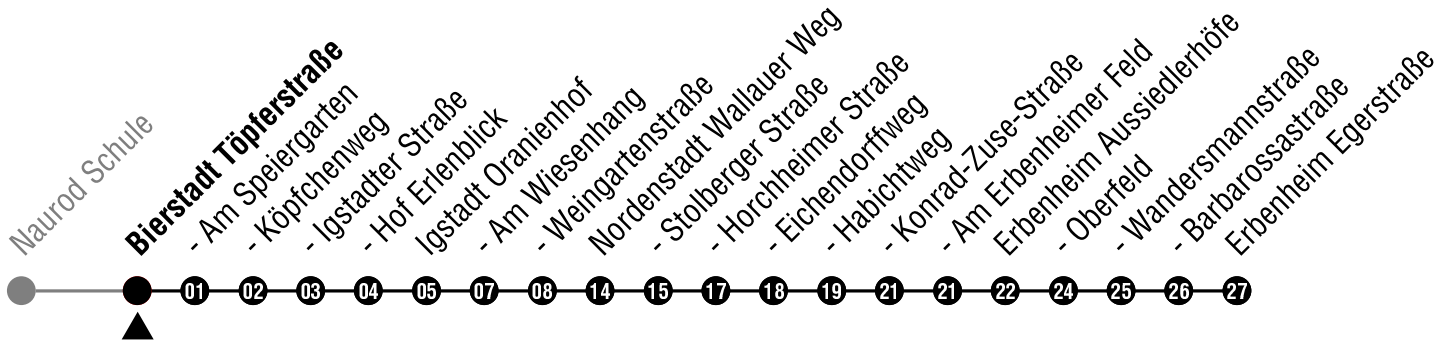 Naurod Schule
Bierstadt Töpferstraße
- Am Speiergarten
- Köpfchenweg
- Igstadter Straße
- Hof Erlenblick
Igstadt Oranienhof
- Am Wiesenhang
- Weingartenstraße
Nordenstadt Wallauer Weg
- Stolberger Straße
- Horchheimer Straße
- Eichendorffweg
- Habichtweg
- Konrad-Zuse-Straße
- Am Erbenheimer Feld
Erbenheim Aussiedlerhöfe
- Oberfeld
- Wandersmannstraße
- Barbarossastraße
Erbenheim Egerstraße
01 02 03 04 05 07 08 14 15 17 18 19 21 21 22 24 25 26 27